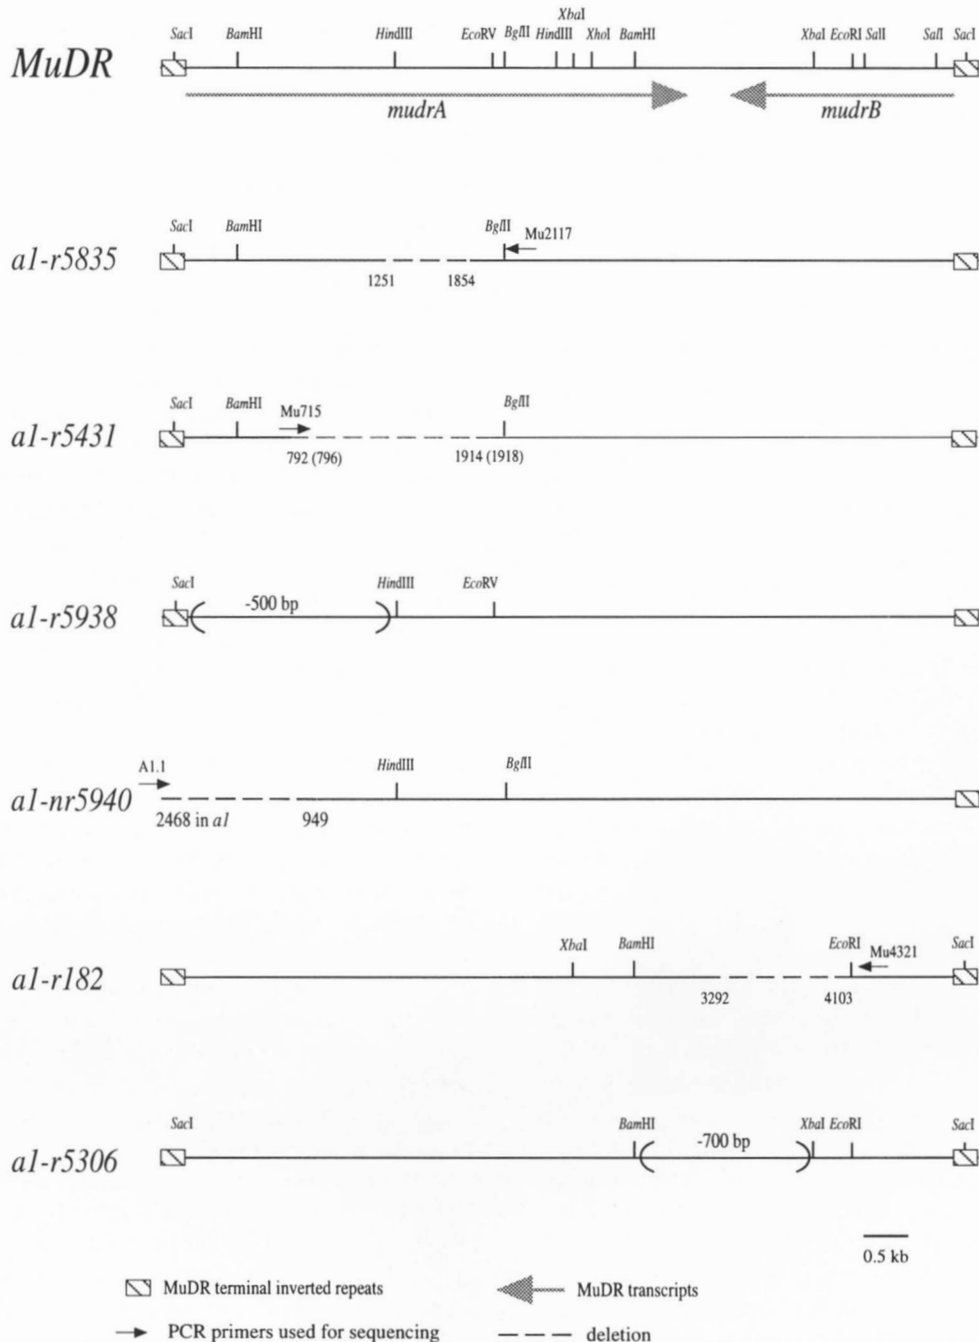 XbaI
SacI BamHI HindIII EcoRV BglII HindIII XhoI BamHI XbaI EcoRI SalI SalI SacI
MuDR
mudrA mudrB
SacI BamHI BglII Mu2117
a1-r5835
1251 1854
SacI BamHI Mu715 BglII
a1-r5431
792 (796) 1914 (1918)
SacI HindIII EcoRV
a1-r5938 -500 bp
A1.1 HindIII BglII
a1-nr5940
2468 in a1 949
XbaI BamHI EcoRI Mu4321 SacI
a1-r182
3292 4103
SacI BamHI XbaI EcoRI SacI
a1-r5306 -700 bp
0.5 kb
MuDR terminal inverted repeats MuDR transcripts
PCR primers used for sequencing deletion